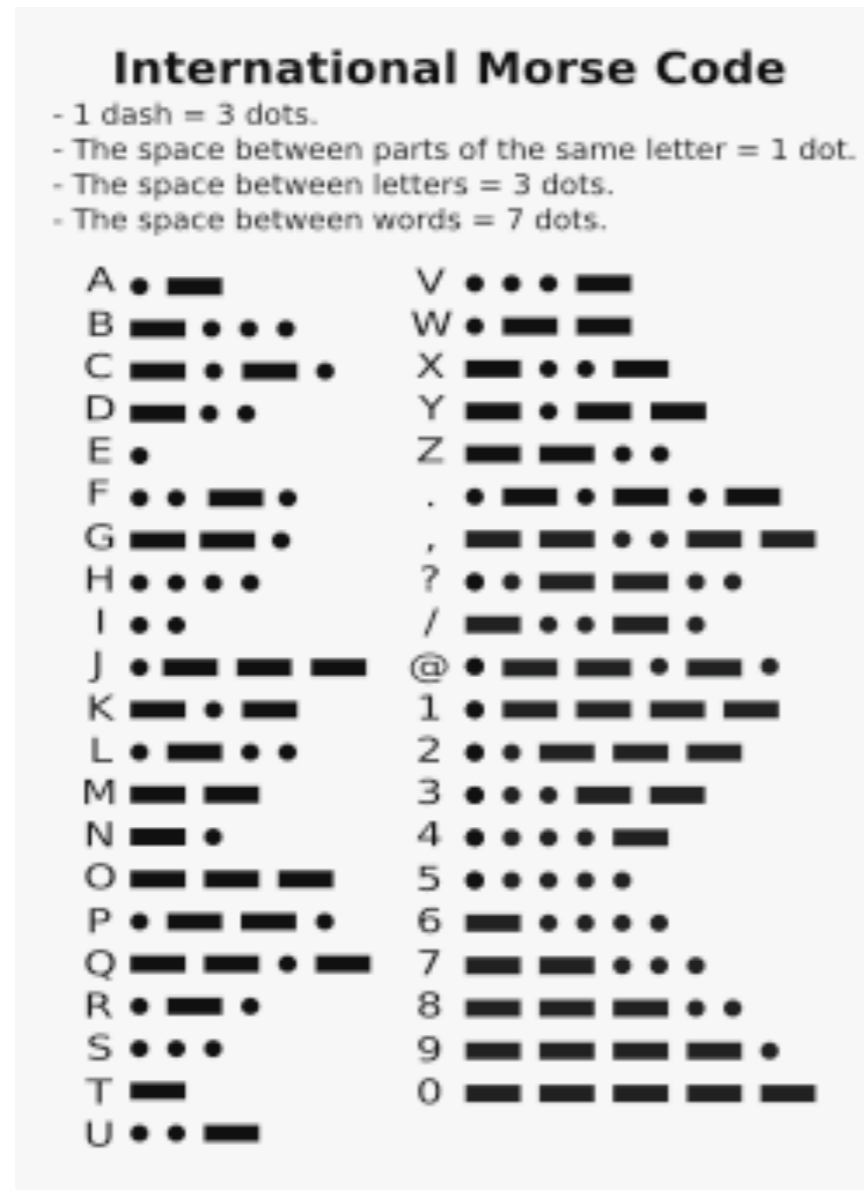 International Morse Code
- 1 dash = 3 dots.
- The space between parts of the same letter = 1 dot.
- The space between letters = 3 dots.
- The space between words = 7 dots.
A • —
B — • • •
C — • — •
D — • •
E •
F • • — •
G — — •
H • • • •
I • •
J • — — —
K — • —
L • — • •
M — —
N — •
O — — —
P • — — •
Q — — • —
R • — •
S • • •
T —
U • • —
V • • • —
W • — —
X — • • —
Y — • — —
Z — — • •
. • — • — • —
, — — • • — —
? • • — — • •
/ — • • — •
@ • — — • — •
1 • — — — —
2 • • — — —
3 • • • — —
4 • • • • —
5 • • • • •
6 — • • • •
7 — — • • •
8 — — — • •
9 — — — — •
0 — — — — —